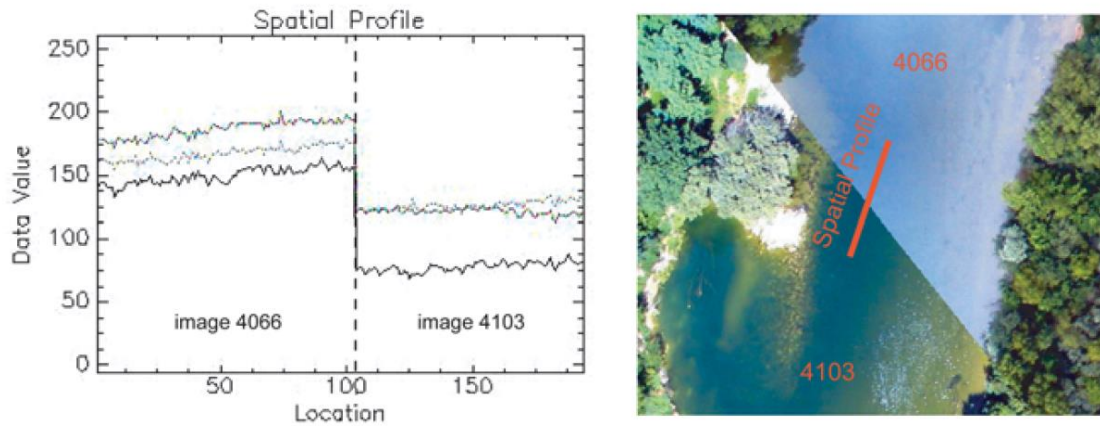 Spatial Profile
250
200
150
100
50
0
Data Value
image 4066
image 4103
50
100
150
Location
4066
Spatial Profile
4103